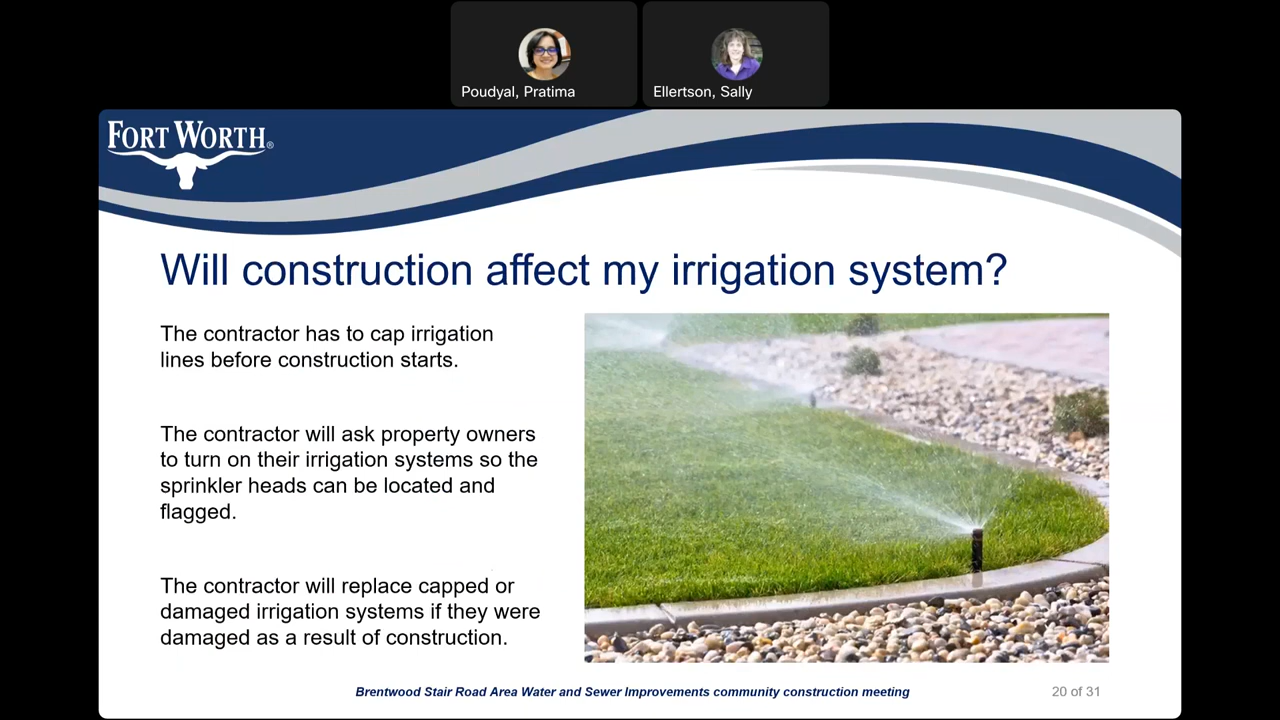 Poudyal, Pratima
Ellertson, Sally
FORT WORTH®
Will construction affect my irrigation system?
The contractor has to cap irrigation
lines before construction starts.
The contractor will ask property owners
to turn on their irrigation systems so the
sprinkler heads can be located and
flagged.
The contractor will replace capped or
damaged irrigation systems if they were
damaged as a result of construction.
Brentwood Stair Road Area Water and Sewer Improvements community construction meeting
20 of 31